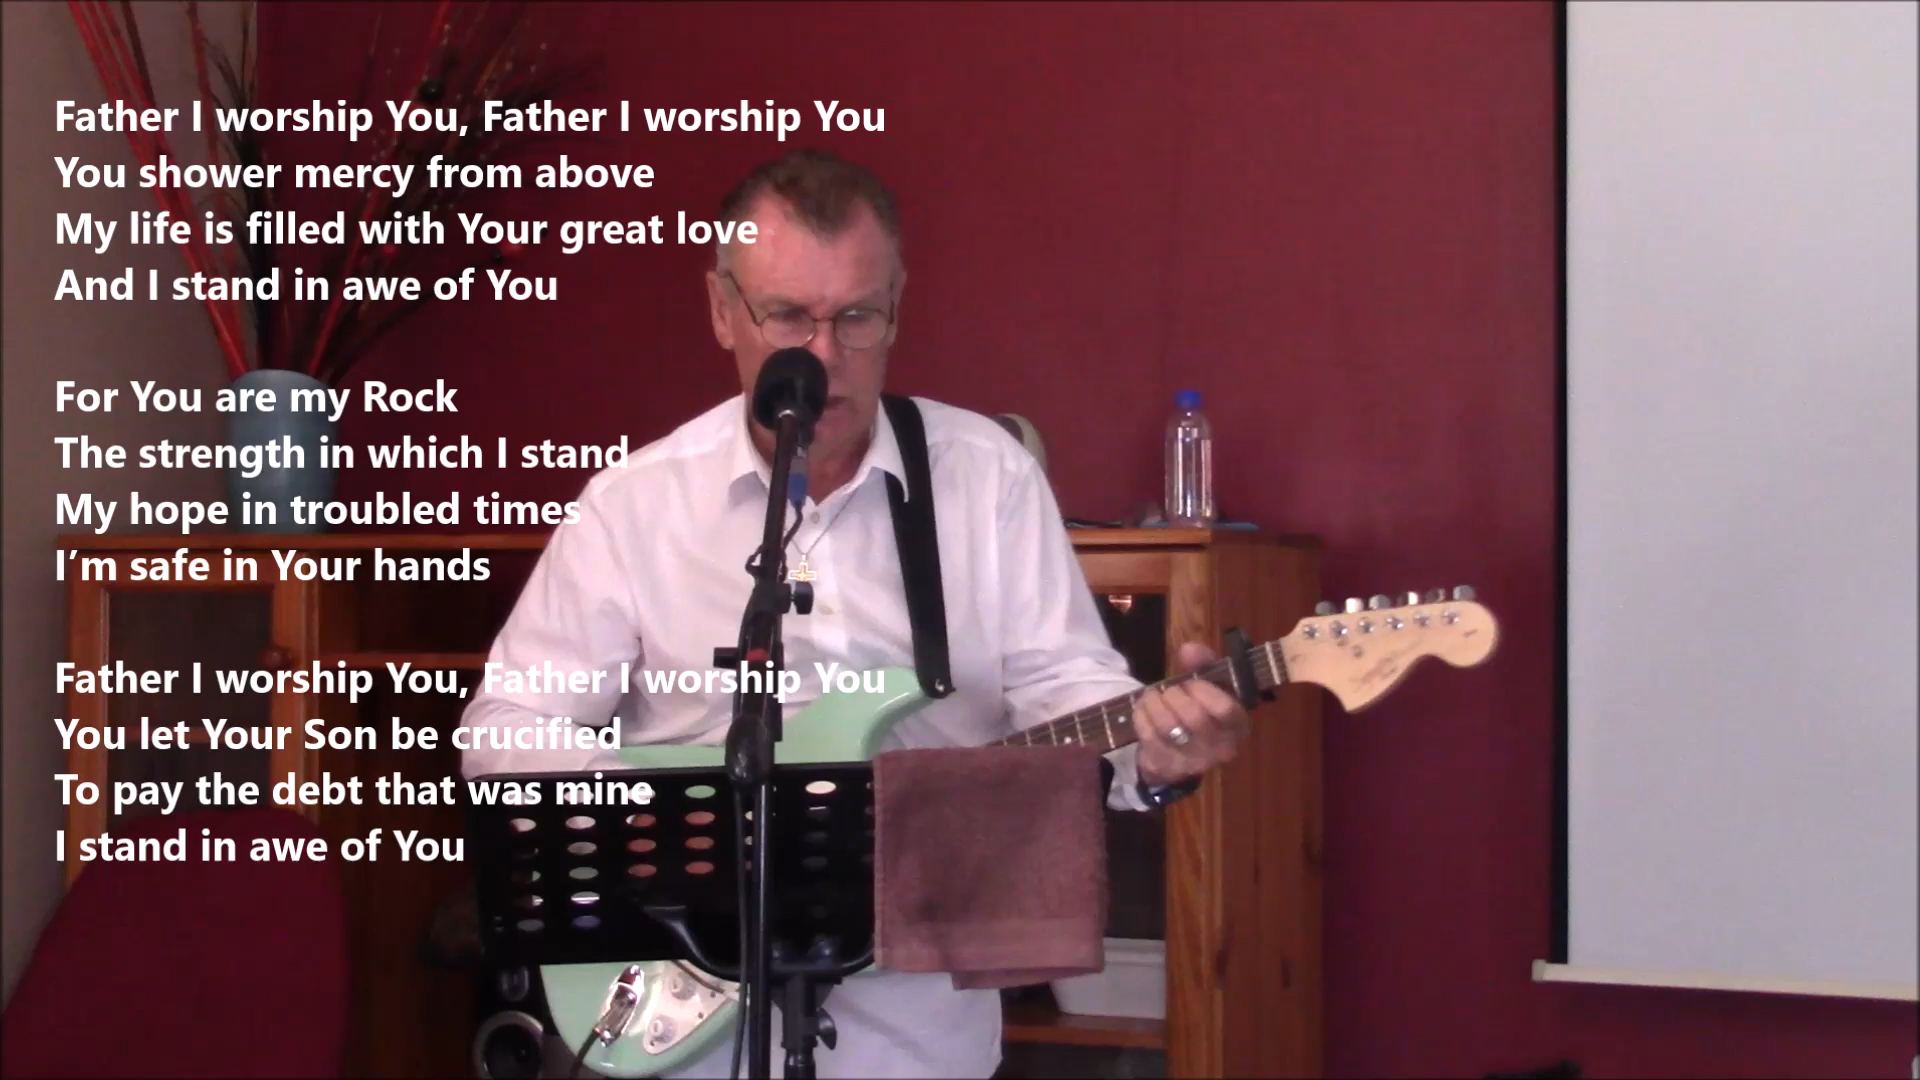 Father I worship You, Father I worship You
You shower mercy from above
My life is filled with Your great love
And I stand in awe of You
For You are my Rock
The strength in which I stand
My hope in troubled times
I’m safe in Your hands
Father I worship You, Father I worship You
You let Your Son be crucified
To pay the debt that was mine
I stand in awe of You